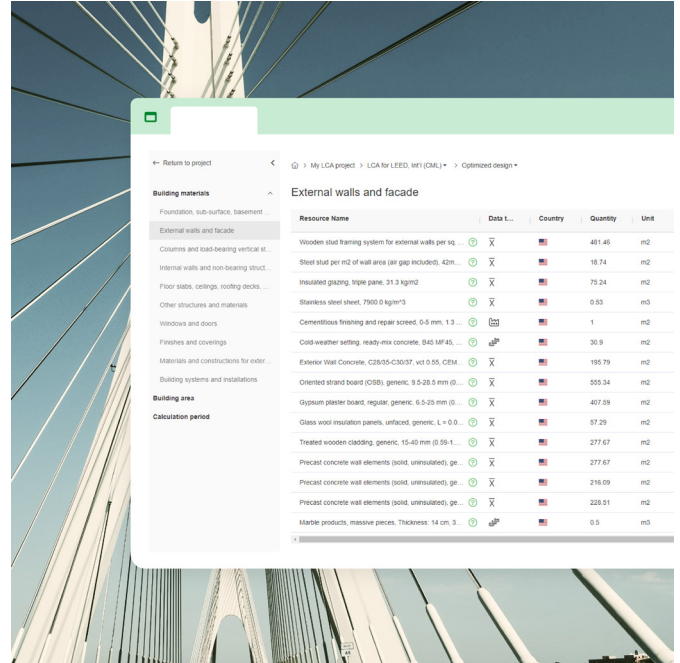 ← Return to project
My LCA project > LCA for LEED, Int'l (CML) > Optimized design
Building materials
Foundation, sub-surface, basement ...
External walls and facade
Columns and load-bearing vertical st...
Internal walls and non-bearing struct...
Floor slabs, ceilings, roofing decks, ...
Other structures and materials
Windows and doors
Finishes and coverings
Materials and constructions for exter...
Building systems and installations
Building area
Calculation period
External walls and facade
Resource Name Data t... Country Quantity Unit
Wooden stud framing system for external walls per sq. ... ? X 461.46 m2
Steel stud per m2 of wall area (air gap included), 42m... ? X 18.74 m2
Insulated glazing, triple pane, 31.3 kg/m2 ? X 75.24 m2
Stainless steel sheet, 7900.0 kg/m^3 ? X 0.53 m3
Cementitious finishing and repair screed, 0-5 mm, 1.3 ... ? 1 m2
Cold-weather setting, ready-mix concrete, B45 MF45, ... ? 30.9 m2
Exterior Wall Concrete, C28/35-C30/37, vct 0.55, CEM... ? X 195.79 m2
Oriented strand board (OSB), generic, 9.5-28.5 mm (0.... ? X 555.34 m2
Gypsum plaster board, regular, generic, 6.5-25 mm (0.... ? X 407.59 m2
Glass wool insulation panels, unfaced, generic, L = 0.0... ? X 57.29 m2
Treated wooden cladding, generic, 15-40 mm (0.59-1.... ? X 277.67 m2
Precast concrete wall elements (solid, uninsulated), ge... ? X 277.67 m2
Precast concrete wall elements (solid, uninsulated), ge... ? X 216.09 m2
Precast concrete wall elements (solid, uninsulated), ge... ? X 228.51 m2
Marble products, massive pieces, Thickness: 14 cm, 3... ? 0.5 m3